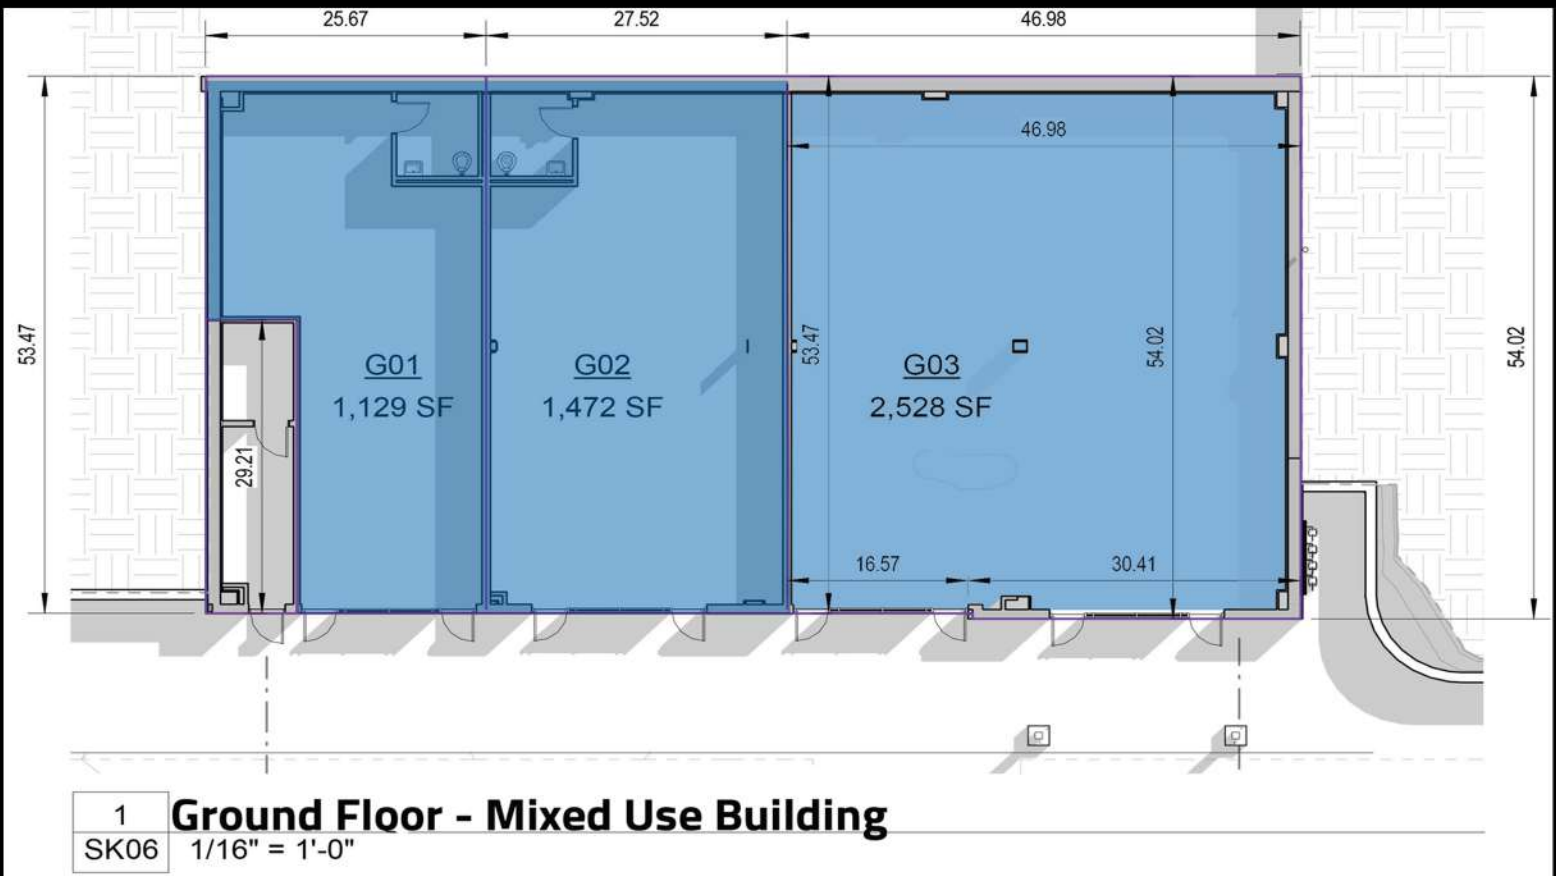 25.67
27.52
46.98
46.98
53.47
53.47
54.02
54.02
G01
1,129 SF
G02
1,472 SF
G03
2,528 SF
29.21
16.57
30.41
1
Ground Floor - Mixed Use Building
SK06
1/16" = 1'-0"